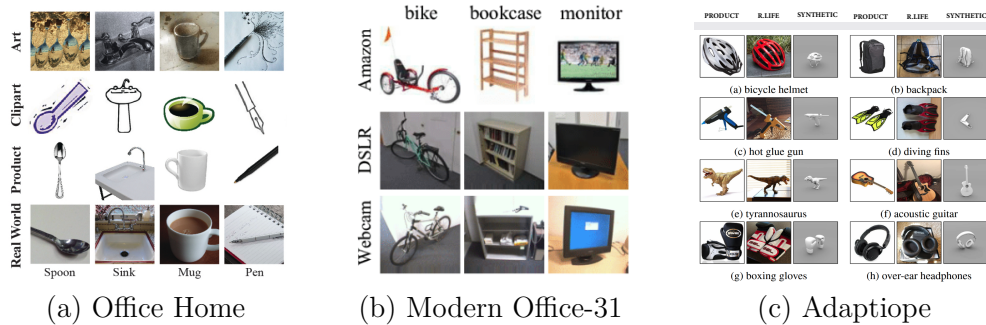 Art
Clipart
Product
Real World
Spoon Sink Mug Pen
(a) Office Home
bike bookcase monitor
Amazon
DSLR
Webcam
(b) Modern Office-31
PRODUCT R.LIFE SYNTHETIC PRODUCT R.LIFE SYNTHETIC
(a) bicycle helmet (b) backpack
(c) hot glue gun (d) diving fins
(e) tyrannosaurus (f) acoustic guitar
(g) boxing gloves (h) over-ear headphones
(c) Adaptiope